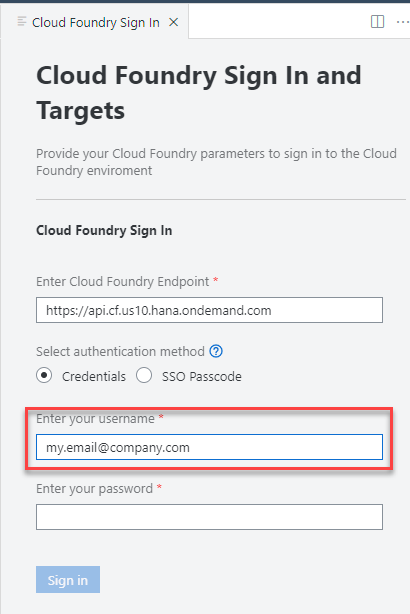 Cloud Foundry Sign In
Cloud Foundry Sign In and
Targets
Provide your Cloud Foundry parameters to sign in to the Cloud
Foundry enviroment
Cloud Foundry Sign In
Enter Cloud Foundry Endpoint *
https://api.cf.us10.hana.ondemand.com
Select authentication method ?
Credentials SSO Passcode
Enter your username *
my.email@company.com
Enter your password *
Sign in